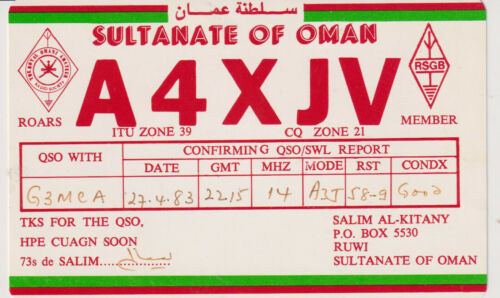 سلطنة عمان
SULTANATE OF OMAN
A4XJV
ROARS
RSGB
MEMBER
ITU ZONE 39 CQ ZONE 21
QSO WITH CONFIRMING QSO/SWL REPORT
DATE GMT MHZ MODE RST CONDX
G3MCA 27.4.83 22.15 14 A3J 58-9 Good
TKS FOR THE QSO,
HPE CUAGN SOON
73s de SALIM
SALIM AL-KITANY
P.O. BOX 5530
RUWI
SULTANATE OF OMAN